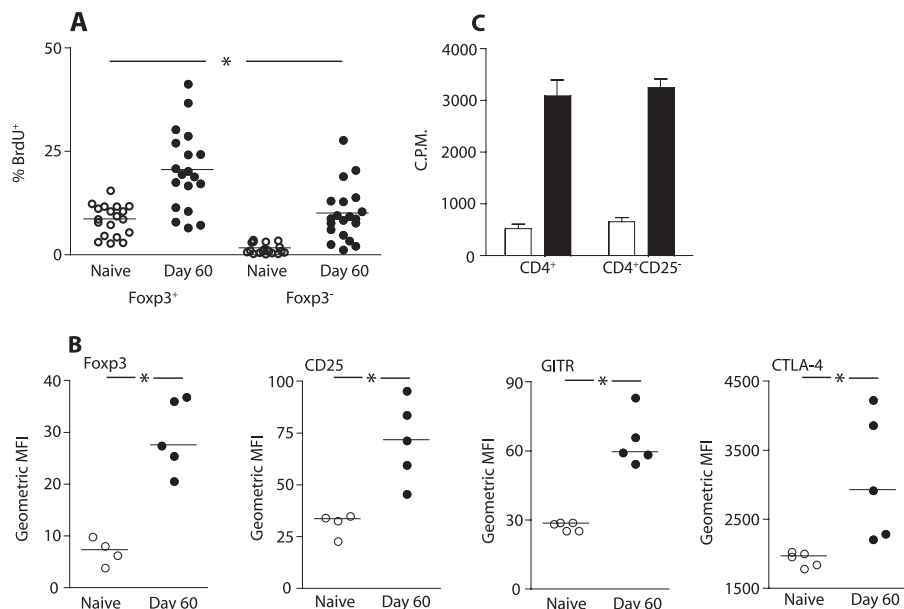 A
50
25
0
% BrdU⁺
*
Naive Day 60 Naive Day 60
Foxp3⁺ Foxp3⁻
C
4000
3000
2000
1000
0
C.P.M.
CD4⁺ CD4⁺CD25⁻
B
Foxp3
40
30
20
10
0
Geometric MFI
*
Naive Day 60
CD25
100
75
50
25
0
Geometric MFI
*
Naive Day 60
GITR
90
60
30
0
Geometric MFI
*
Naive Day 60
CTLA-4
4500
3500
2500
1500
Geometric MFI
*
Naive Day 60